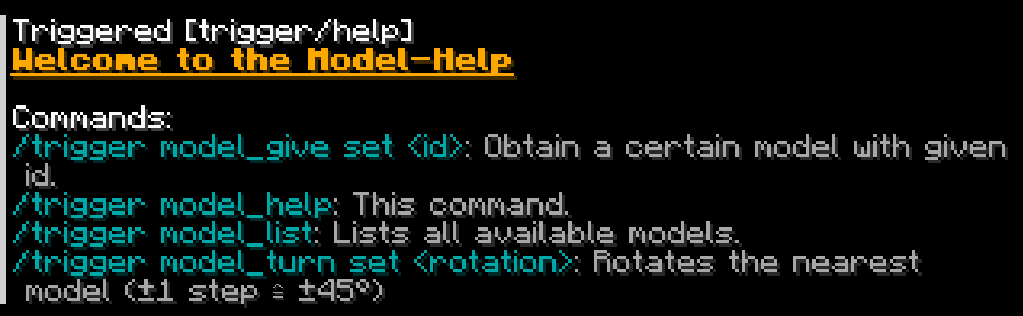 Triggered [trigger/help]
Welcome to the Model-Help
Commands:
/trigger model_give set <id>: Obtain a certain model with given
id.
/trigger model_help: This command.
/trigger model_list: Lists all available models.
/trigger model_turn set <rotation>: Rotates the nearest
model (±1 step ≘ ±45°)